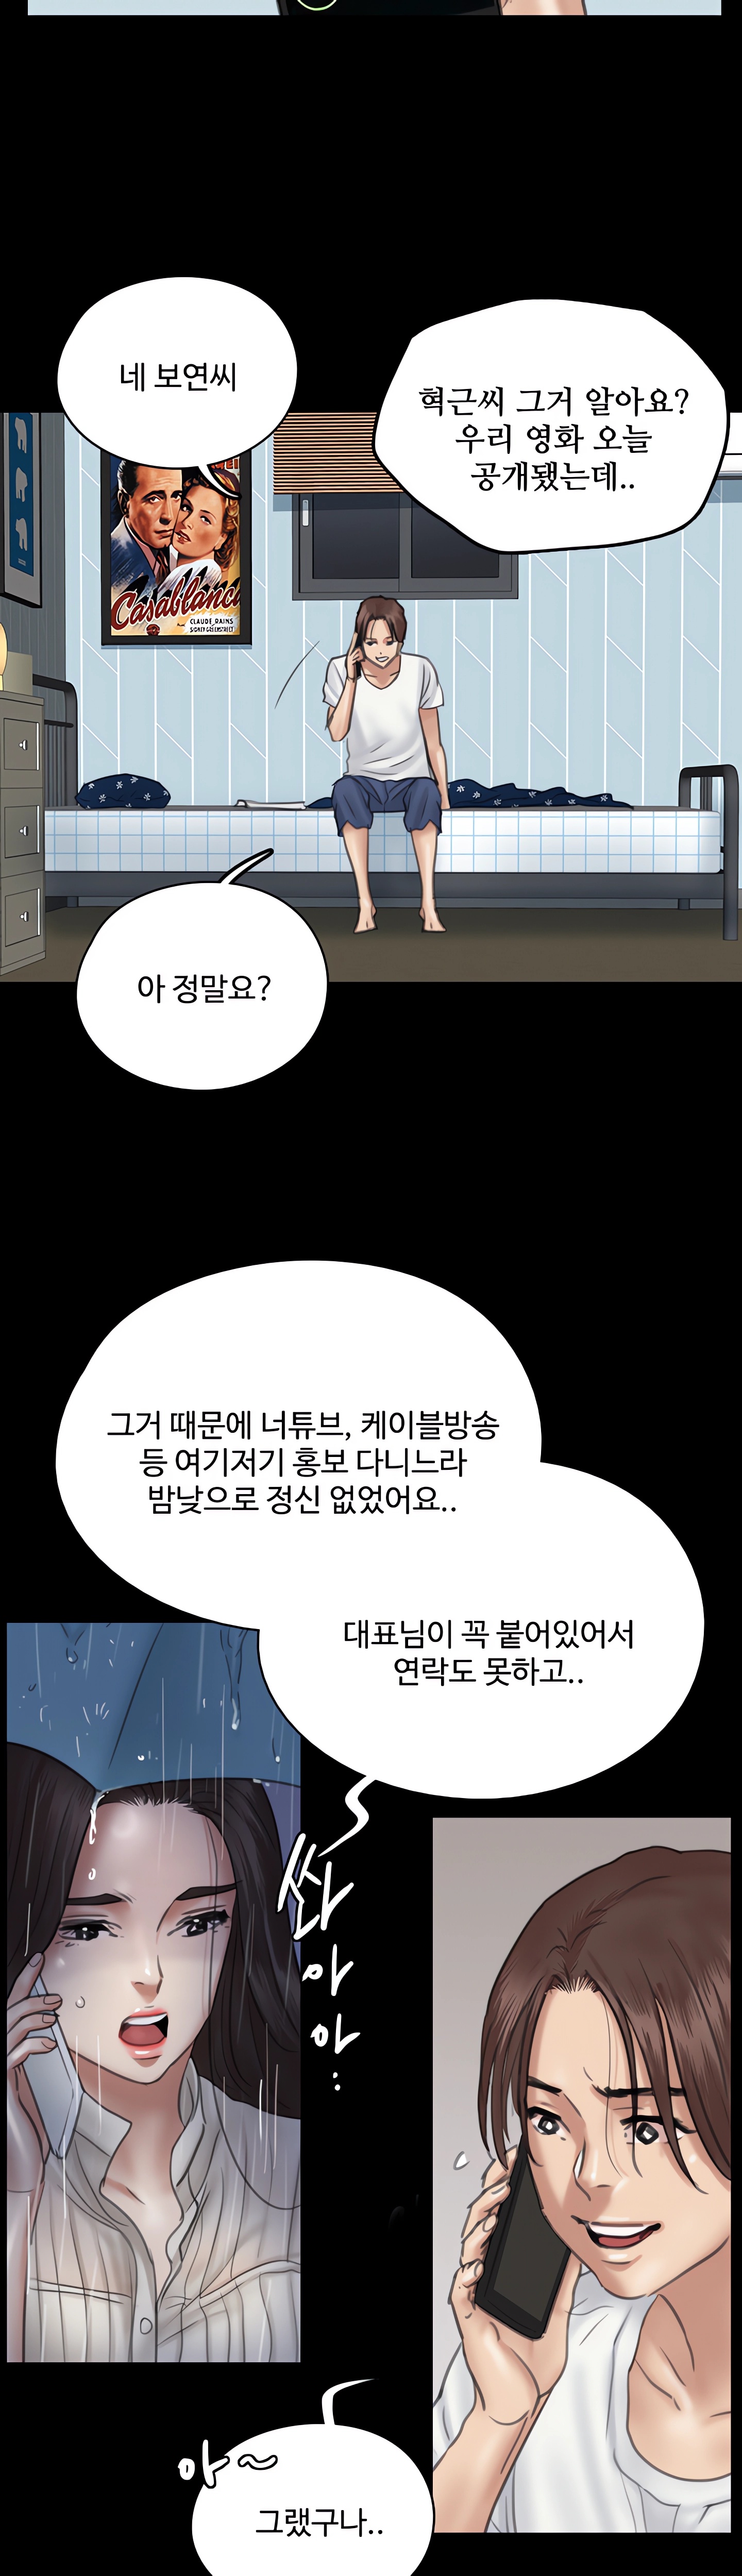 네 보연씨
혁근씨 그거 알아요?
우리 영화 오늘
공개됐는데..
Casablanca
CLAUDE RAINS
SIDNEY GREENSTREET
아 정말요?
그거 때문에 너튜브, 케이블방송
등 여기저기 홍보 다니느라
밤낮으로 정신 없었어요..
대표님이 꼭 붙어있어서
연락도 못하고..
쏴
아
아
:
아~
그랬구나..